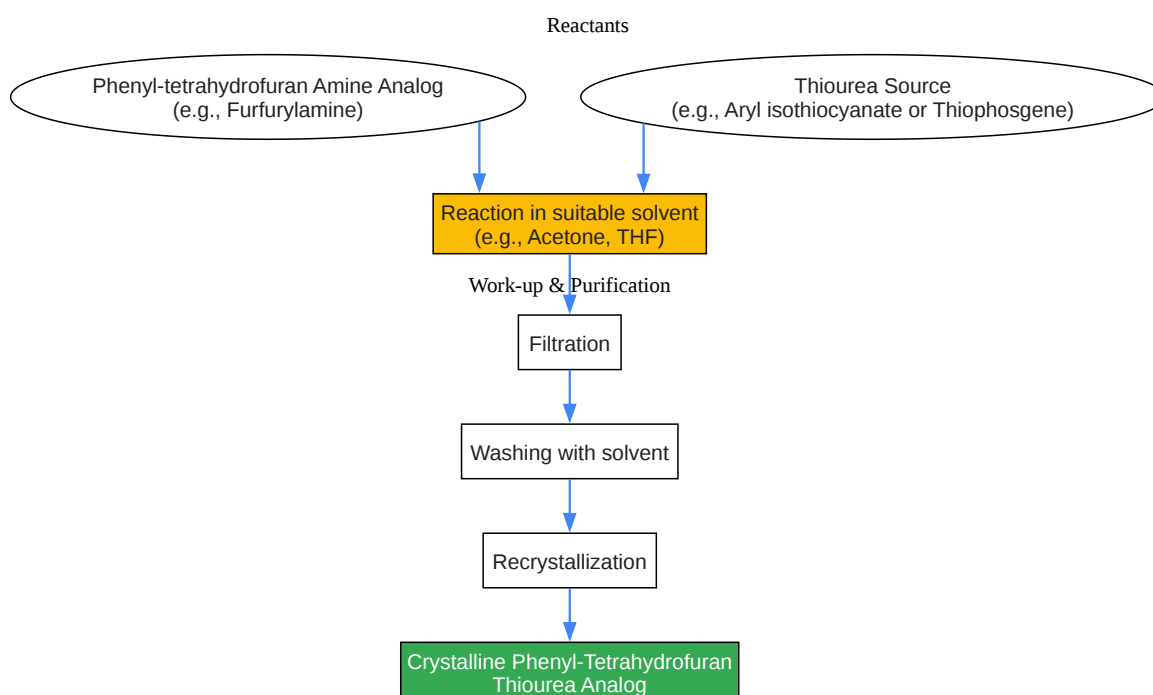 Reactants
Phenyl-tetrahydrofuran Amine Analog
(e.g., Furfurylamine)
Thiourea Source
(e.g., Aryl isothiocyanate or Thiophosgene)
Reaction in suitable solvent
(e.g., Acetone, THF)
Work-up & Purification
Filtration
Washing with solvent
Recrystallization
Crystalline Phenyl-Tetrahydrofuran
Thiourea Analog